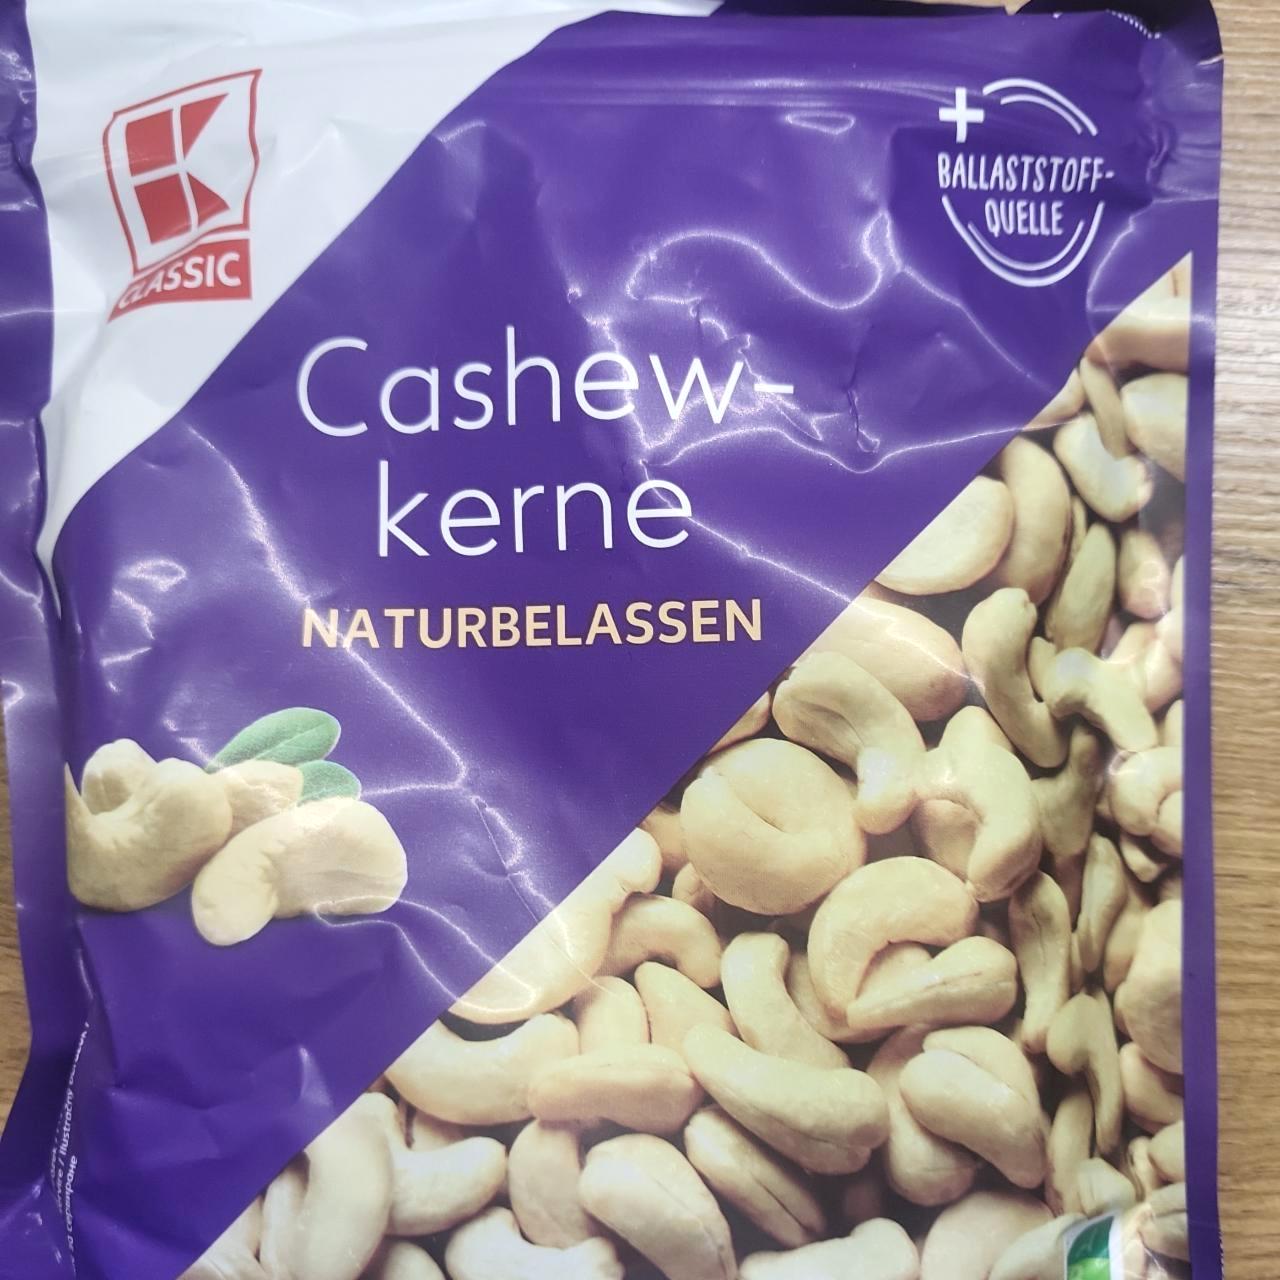 K
CLASSIC
+
BALLASTSTOFF-
QUELLE
Cashew-
kerne
NATURBELASSEN